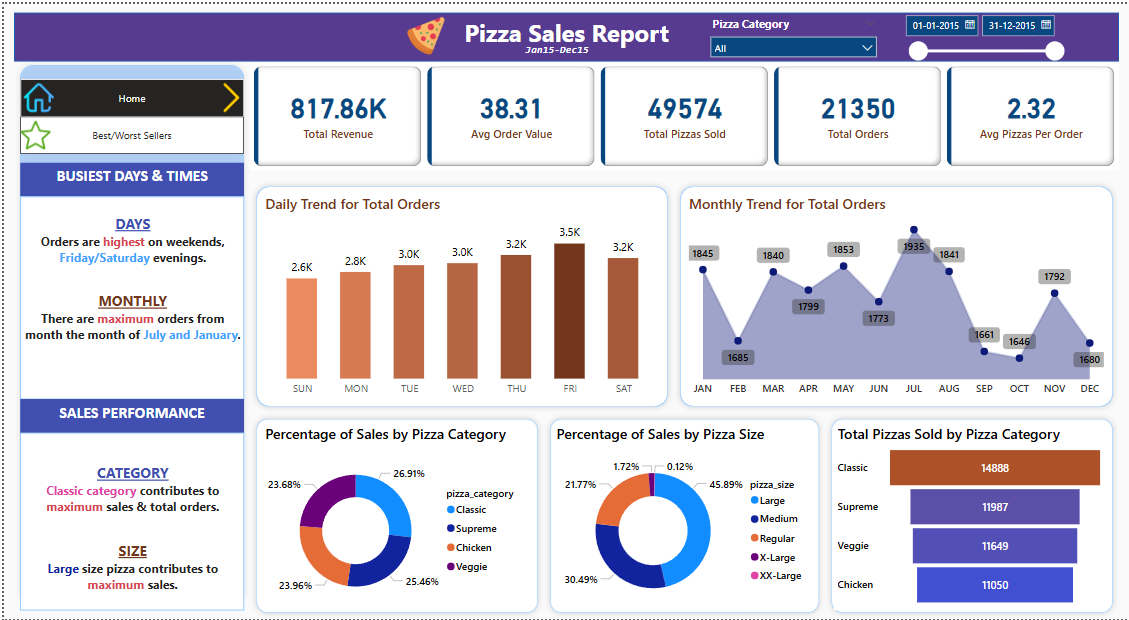 Pizza Sales Report
Jan15-Dec15
Pizza Category
All
01-01-2015
31-12-2015
Home
Best/Worst Sellers
BUSIEST DAYS & TIMES
DAYS
Orders are highest on weekends,
Friday/Saturday evenings.
MONTHLY
There are maximum orders from
month the month of July and January.
SALES PERFORMANCE
CATEGORY
Classic category contributes to
maximum sales & total orders.
SIZE
Large size pizza contributes to
maximum sales.
817.86K
Total Revenue
38.31
Avg Order Value
49574
Total Pizzas Sold
21350
Total Orders
2.32
Avg Pizzas Per Order
Daily Trend for Total Orders
2.6K
2.8K
3.0K
3.0K
3.2K
3.5K
3.2K
SUN MON TUE WED THU FRI SAT
Monthly Trend for Total Orders
1845
1685
1840
1799
1853
1773
1935
1841
1661
1646
1792
1680
JAN FEB MAR APR MAY JUN JUL AUG SEP OCT NOV DEC
Percentage of Sales by Pizza Category
26.91%
25.46%
23.96%
23.68%
pizza_category
Classic
Supreme
Chicken
Veggie
Percentage of Sales by Pizza Size
1.72%
0.12%
21.77%
45.89%
30.49%
pizza_size
Large
Medium
Regular
X-Large
XX-Large
Total Pizzas Sold by Pizza Category
Classic 14888
Supreme 11987
Veggie 11649
Chicken 11050